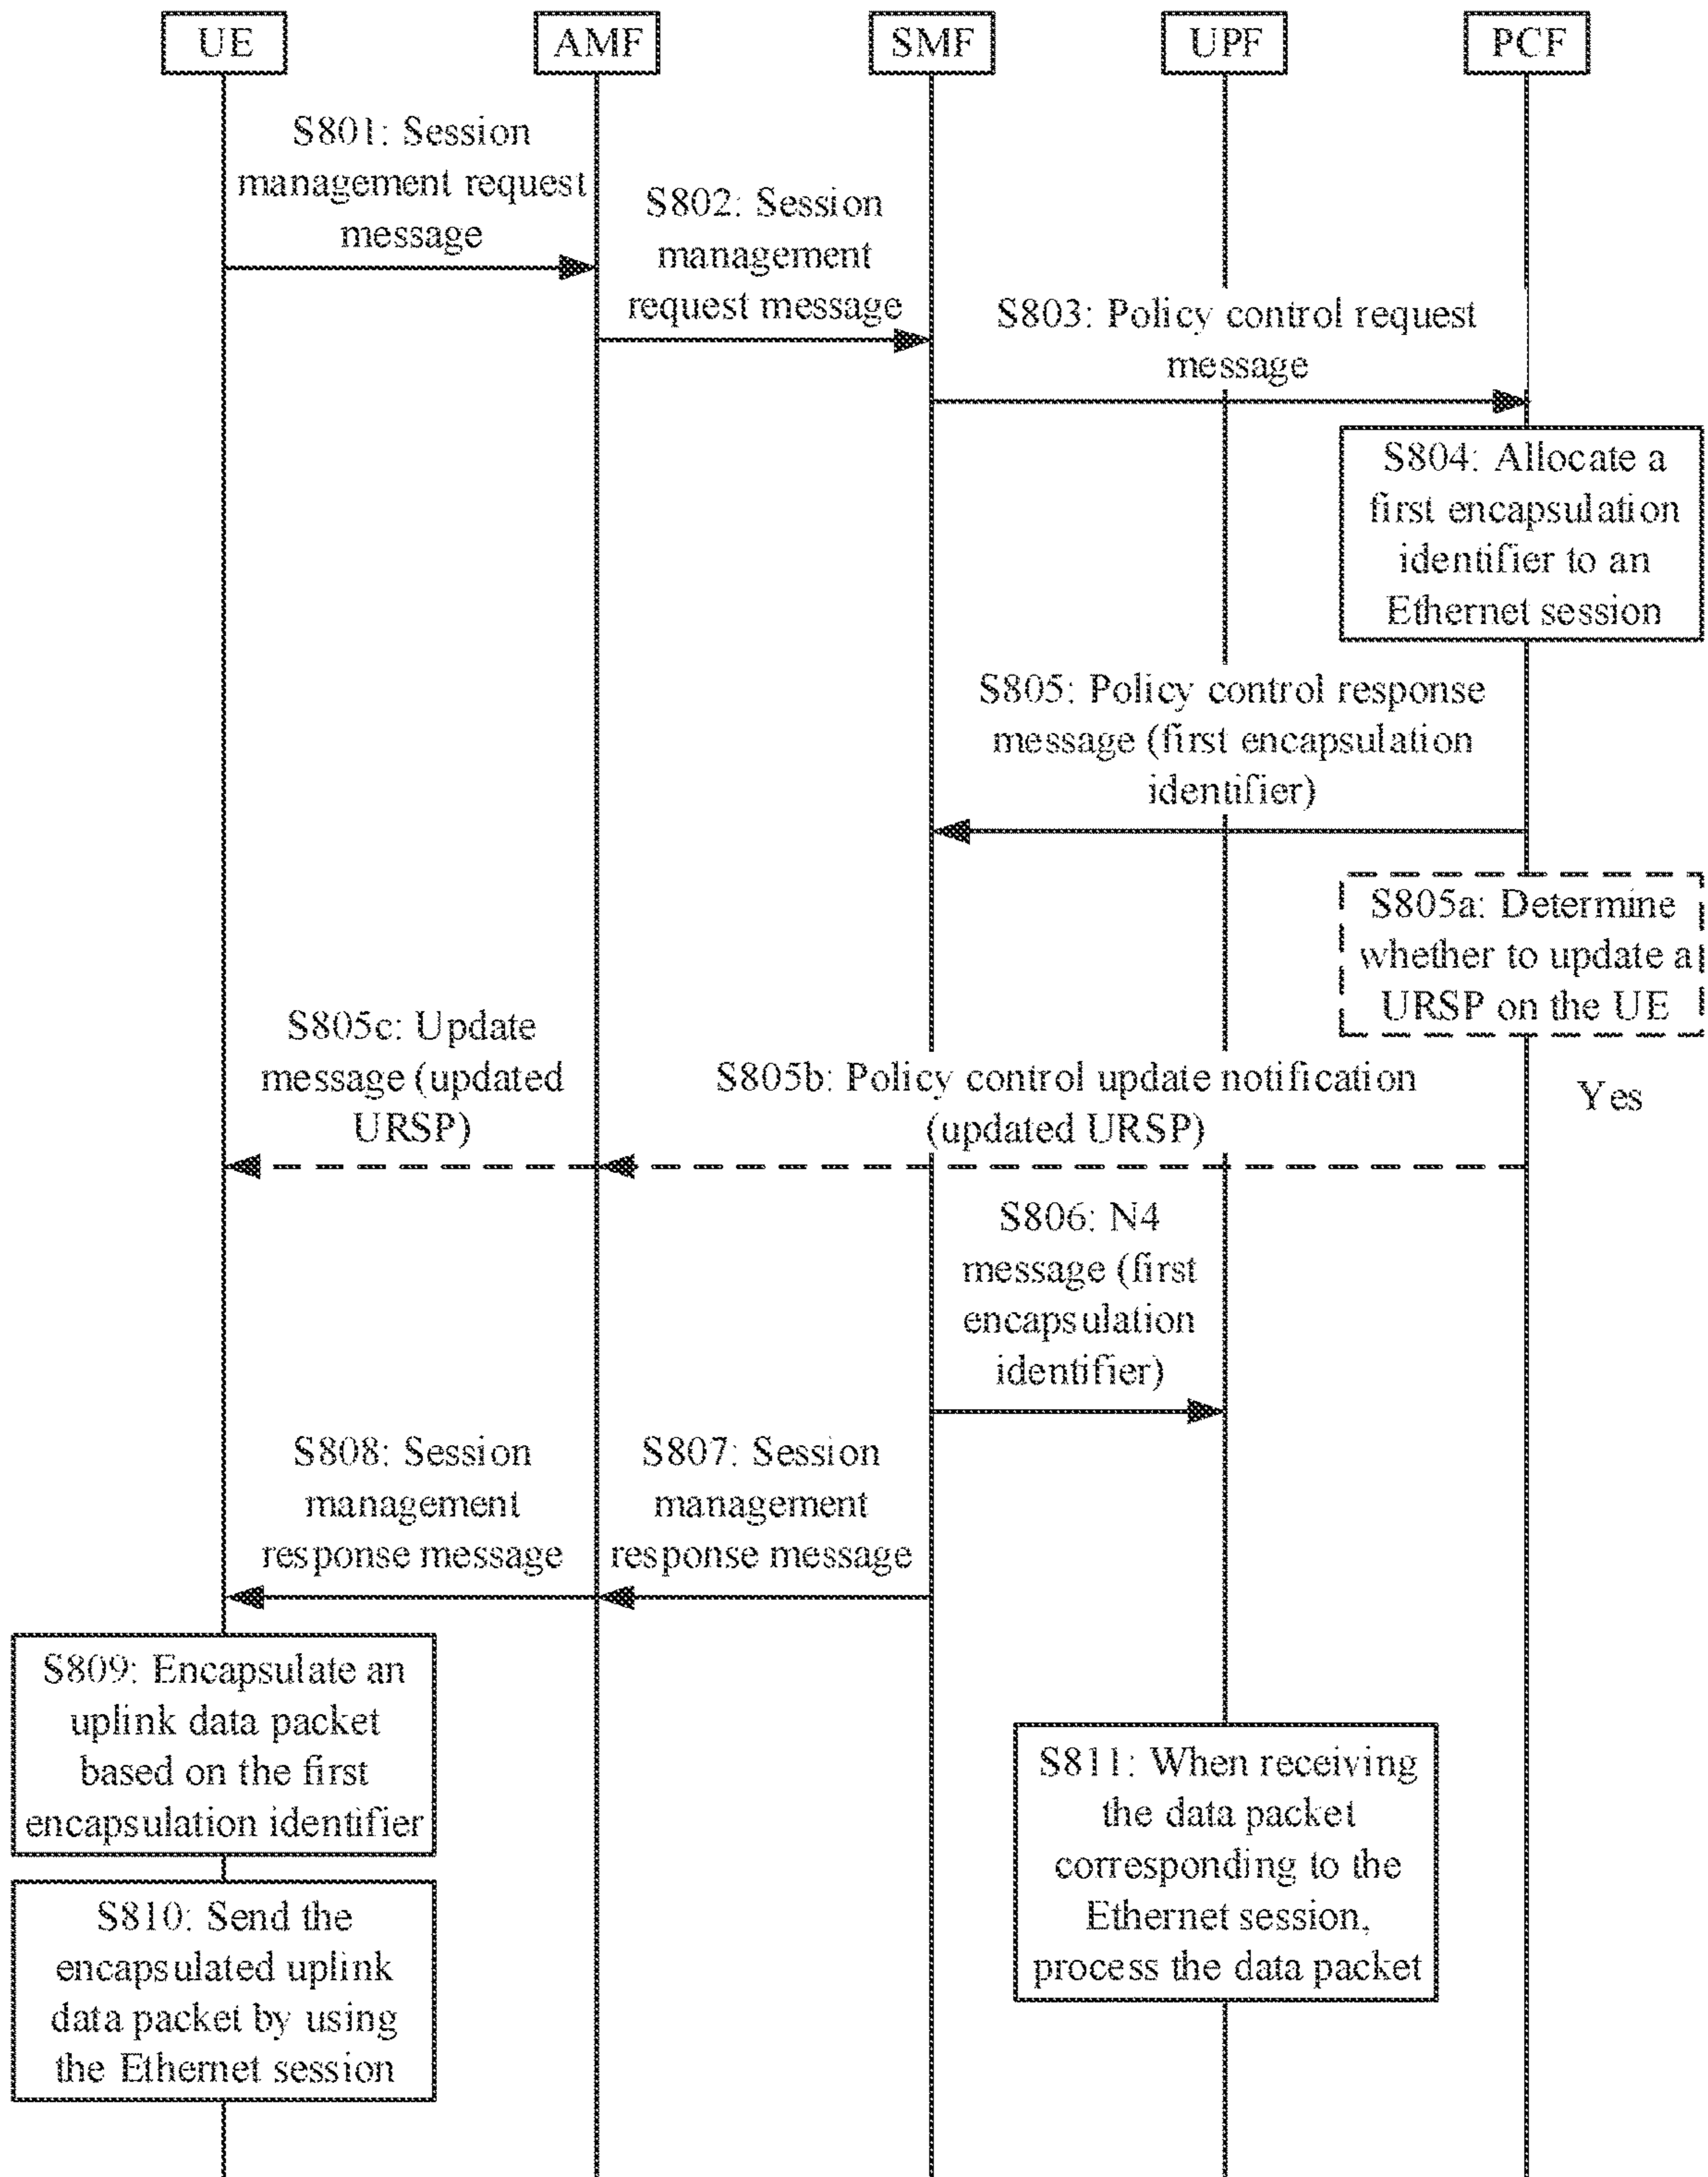 UE
AMF
SMF
UPF
PCF
S801: Session
management request
message
S802: Session
management
request message
S803: Policy control request
message
S804: Allocate a
first encapsulation
identifier to an
Ethernet session
S805: Policy control response
message (first encapsulation
identifier)
S805a: Determine
whether to update a
URSP on the UE
S805c: Update
message (updated
URSP)
S805b: Policy control update notification
(updated URSP)
Yes
S806: N4
message (first
encapsulation
identifier)
S808: Session
management
response message
S807: Session
management
response message
S809: Encapsulate an
uplink data packet
based on the first
encapsulation identifier
S811: When receiving
the data packet
corresponding to the
Ethernet session,
process the data packet
S810: Send the
encapsulated uplink
data packet by using
the Ethernet session